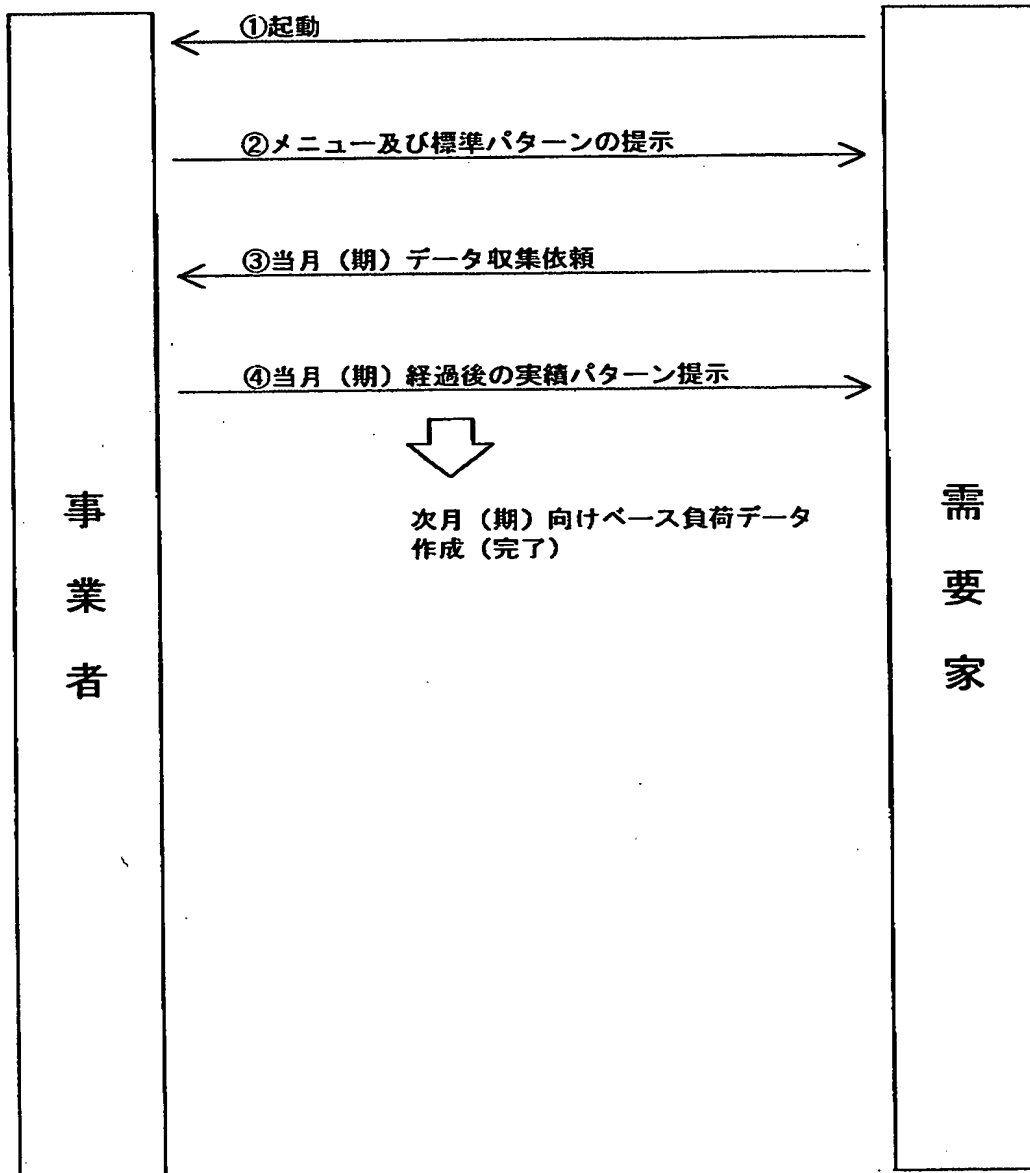 ①起動
②メニュー及び標準パターンの提示
③当月（期）データ収集依頼
④当月（期）経過後の実績パターン提示
次月（期）向けベース負荷データ
作成（完了）
事業者
需要家